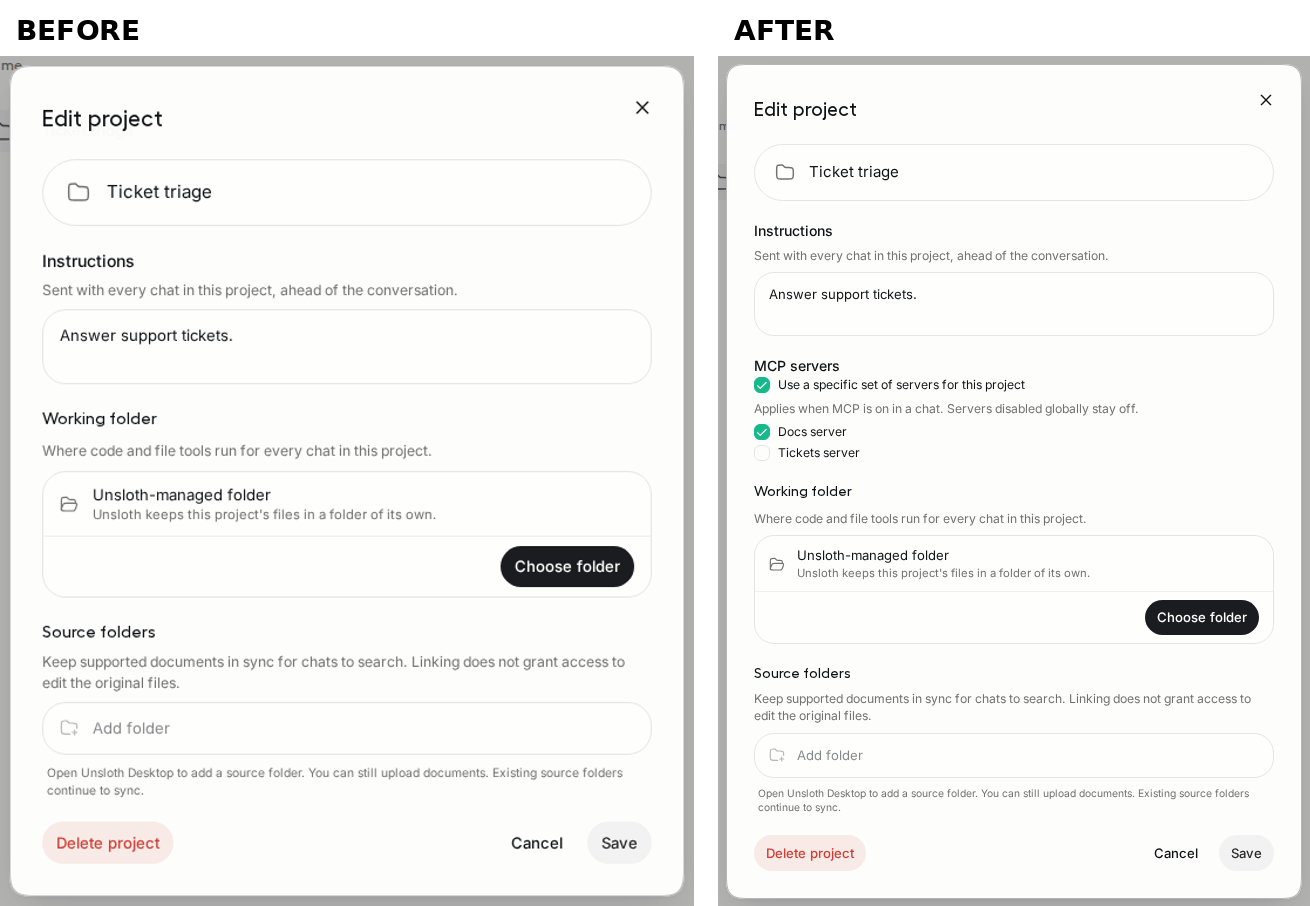 BEFORE
me
Edit project
Ticket triage
Instructions
Sent with every chat in this project, ahead of the conversation.
Answer support tickets.
Working folder
Where code and file tools run for every chat in this project.
Unsloth-managed folder
Unsloth keeps this project's files in a folder of its own.
Choose folder
Source folders
Keep supported documents in sync for chats to search. Linking does not grant access to
edit the original files.
Add folder
Open Unsloth Desktop to add a source folder. You can still upload documents. Existing source folders
continue to sync.
Delete project
Cancel
Save
AFTER
Edit project
Ticket triage
Instructions
Sent with every chat in this project, ahead of the conversation.
Answer support tickets.
MCP servers
Use a specific set of servers for this project
Applies when MCP is on in a chat. Servers disabled globally stay off.
Docs server
Tickets server
Working folder
Where code and file tools run for every chat in this project.
Unsloth-managed folder
Unsloth keeps this project's files in a folder of its own.
Choose folder
Source folders
Keep supported documents in sync for chats to search. Linking does not grant access to
edit the original files.
Add folder
Open Unsloth Desktop to add a source folder. You can still upload documents. Existing source folders
continue to sync.
Delete project
Cancel
Save